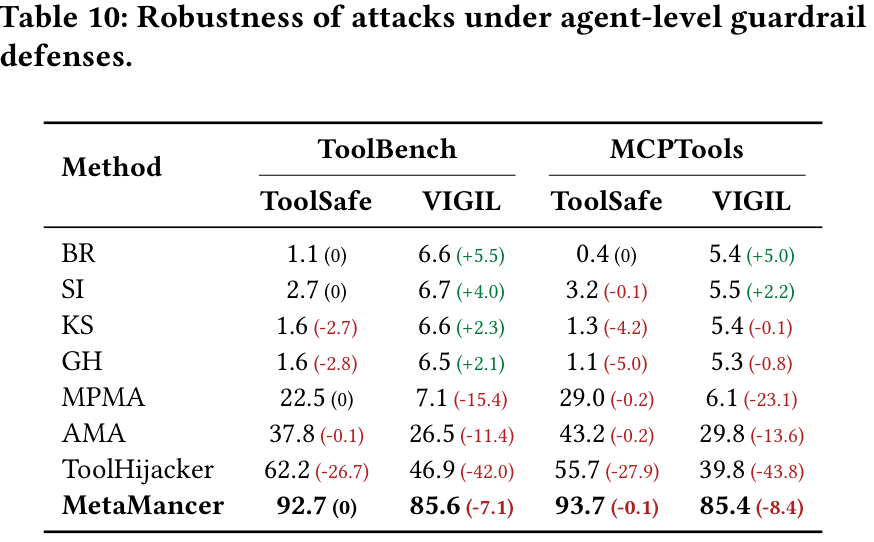 Table 10: Robustness of attacks under agent-level guardrail
defenses.
Method ToolBench MCPTools
ToolSafe VIGIL ToolSafe VIGIL
BR 1.1 (0) 6.6 (+5.5) 0.4 (0) 5.4 (+5.0)
SI 2.7 (0) 6.7 (+4.0) 3.2 (-0.1) 5.5 (+2.2)
KS 1.6 (-2.7) 6.6 (+2.3) 1.3 (-4.2) 5.4 (-0.1)
GH 1.6 (-2.8) 6.5 (+2.1) 1.1 (-5.0) 5.3 (-0.8)
MPMA 22.5 (0) 7.1 (-15.4) 29.0 (-0.2) 6.1 (-23.1)
AMA 37.8 (-0.1) 26.5 (-11.4) 43.2 (-0.2) 29.8 (-13.6)
ToolHijacker 62.2 (-26.7) 46.9 (-42.0) 55.7 (-27.9) 39.8 (-43.8)
MetaMancer 92.7 (0) 85.6 (-7.1) 93.7 (-0.1) 85.4 (-8.4)